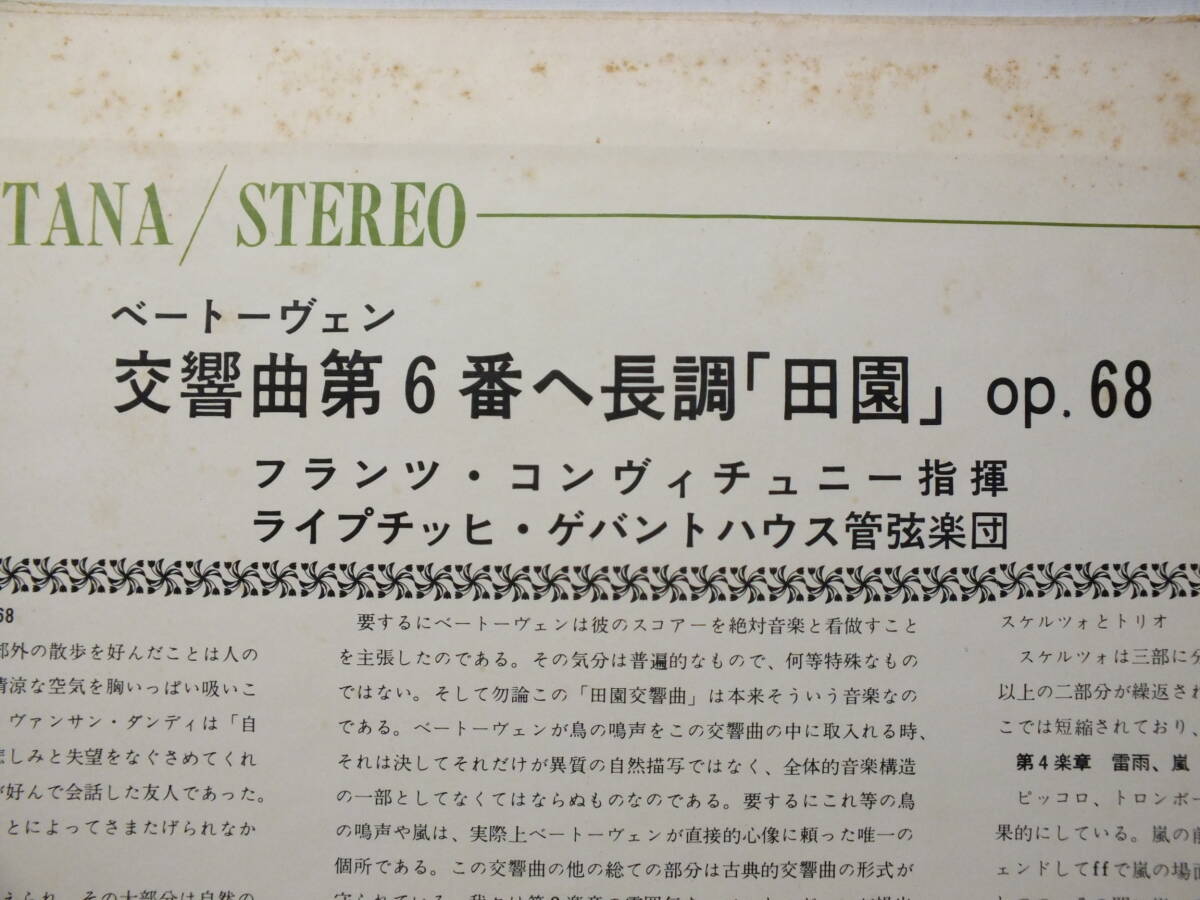 TANA/STEREO
ベートーヴェン
交響曲第6番ヘ長調「田園」op.68
フランツ・コンヴィチュニー指揮
ライプチッヒ・ゲバントハウス管弦楽団
68
郊外の散歩を好んだことは人の
清涼な空気を胸いっぱい吸いこ
ヴァンサン・ダンディは「自
悲しみと失望をなぐさめてくれ
が好んで会話した友人であった。
ことによってさまたげられなか
えられ、その大部分は自然の
要するにベートーヴェンは彼のスコアーを絶対音楽と看做すこと
を主張したのである。その気分は普遍的なもので、何等特殊なもの
ではない。そして勿論この「田園交響曲」は本来そういう音楽なの
である。ベートーヴェンが鳥の鳴声をこの交響曲の中に取入れる時、
それは決してそれだけが異質の自然描写ではなく、全体的音楽構造
の一部としてなくてはならぬものなのである。要するにこれ等の鳥
の鳴声や嵐は、実際上ベートーヴェンが直接的心像に頼った唯一の
個所である。この交響曲の他の総ての部分は古典的交響曲の形式が
スケルツォとトリオ
スケルツォは三部に分
以上の二部分が繰返され
こでは短縮されており、
第4楽章 雷雨、嵐
ピッコロ、トロンボー
果的にしている。嵐の前
ェンドしてffで嵐の場面